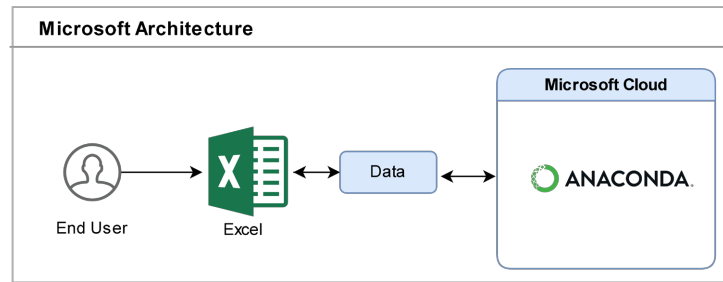 Microsoft Architecture
Microsoft Cloud
X
Data
ANACONDA.
End User
Excel